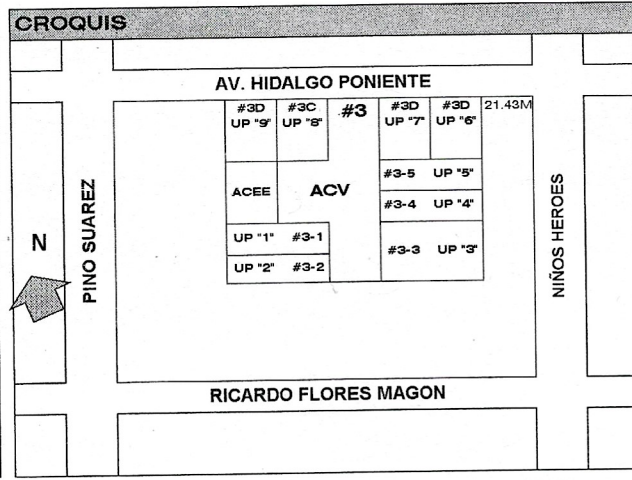 CROQUIS
AV. HIDALGO PONIENTE
#3D
UP "9"
#3C
UP "8"
#3
#3D
UP "7"
#3D
UP "6"
21.43M
ACEE
ACV
#3-5 UP "5"
#3-4 UP "4"
UP "1" #3-1
UP "2" #3-2
#3-3 UP "3"
N
PINO SUAREZ
NIÑOS HEROES
RICARDO FLORES MAGON